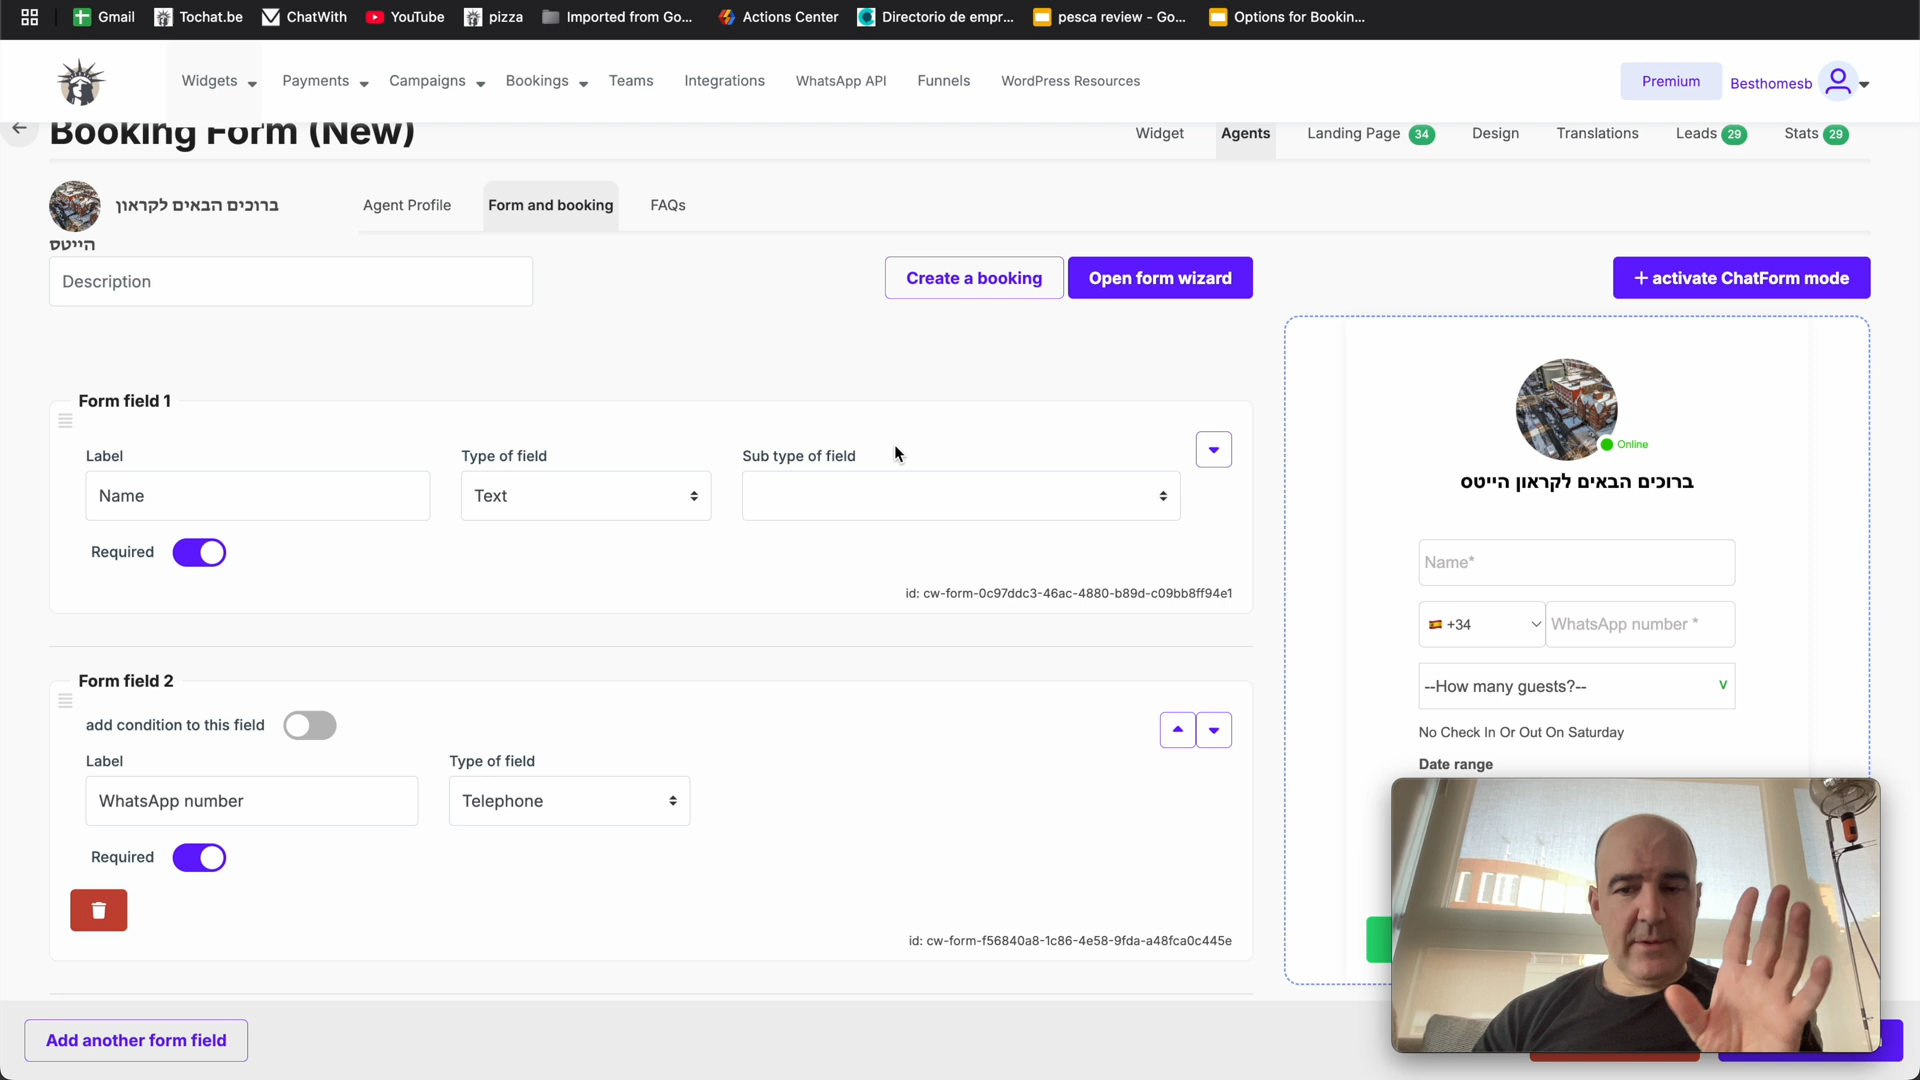 Gmail Tochat.be ChatWith YouTube pizza Imported from Go... Actions Center Directorio de empr... pesca review - Go... Options for Bookin...
Widgets Payments Campaigns Bookings Teams Integrations WhatsApp API Funnels WordPress Resources Premium Besthomesb
Booking Form (New)
Widget Agents Landing Page 34 Design Translations Leads 29 Stats 29
ברוכים הבאים לקראון
הייטס
Agent Profile Form and booking FAQs
Description
Create a booking Open form wizard + activate ChatForm mode
Form field 1
Label Type of field Sub type of field
Name Text
Required
id: cw-form-0c97ddc3-46ac-4880-b89d-c09bb8ff94e1
Form field 2
add condition to this field
Label Type of field
WhatsApp number Telephone
Required
id: cw-form-f56840a8-1c86-4e58-9fda-a48fca0c445e
Add another form field
Online
ברוכים הבאים לקראון הייטס
Name*
+34 WhatsApp number *
--How many guests?-- v
No Check In Or Out On Saturday
Date range